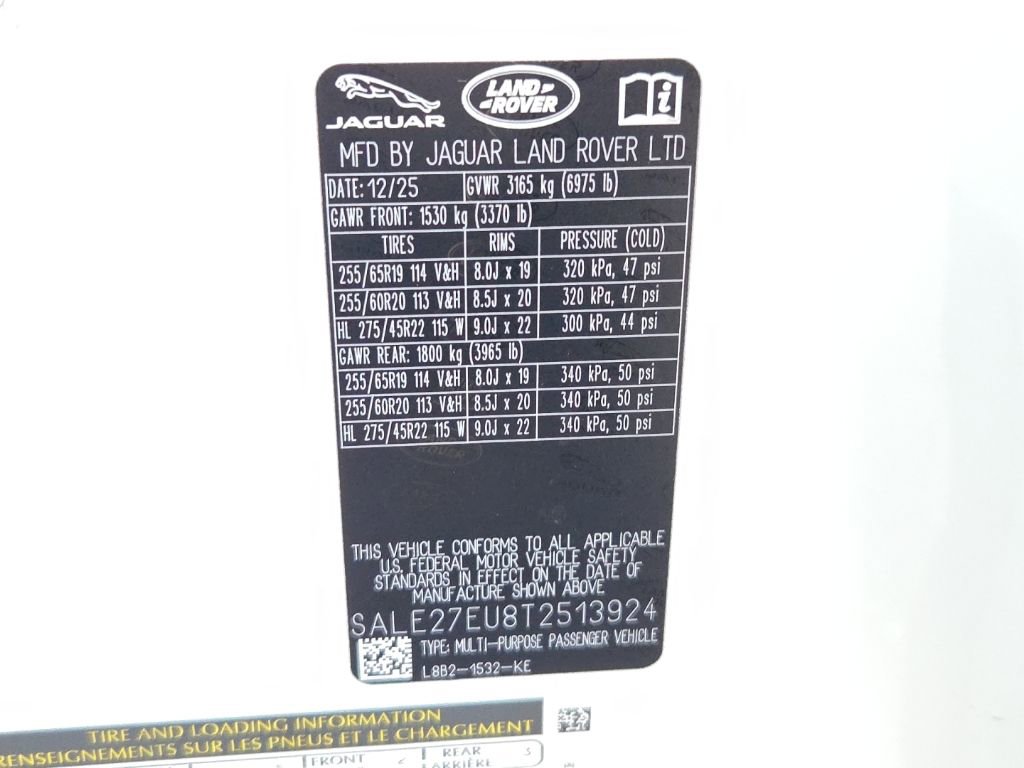 JAGUAR LAND ROVER i
MFD BY JAGUAR LAND ROVER LTD
DATE: 12/25 GVWR 3165 kg (6975 lb)
GAWR FRONT: 1530 kg (3370 lb)
TIRES RIMS PRESSURE (COLD)
255/65R19 114 V&H 8.0J x 19 320 kPa, 47 psi
255/60R20 113 V&H 8.5J x 20 320 kPa, 47 psi
HL 275/45R22 115 W 9.0J x 22 300 kPa, 44 psi
GAWR REAR: 1800 kg (3965 lb)
255/65R19 114 V&H 8.0J x 19 340 kPa, 50 psi
255/60R20 113 V&H 8.5J x 20 340 kPa, 50 psi
HL 275/45R22 115 W 9.0J x 22 340 kPa, 50 psi
THIS VEHICLE CONFORMS TO ALL APPLICABLE
U.S. FEDERAL MOTOR VEHICLE SAFETY
STANDARDS IN EFFECT ON THE DATE OF
MANUFACTURE SHOWN ABOVE
SALE27EU8T2513924
TYPE: MULTI-PURPOSE PASSENGER VEHICLE
L8B2-1532-KE
TIRE AND LOADING INFORMATION
RENSEIGNEMENTS SUR LES PNEUS ET LE CHARGEMENT
FRONT REAR
ARRIÈRE